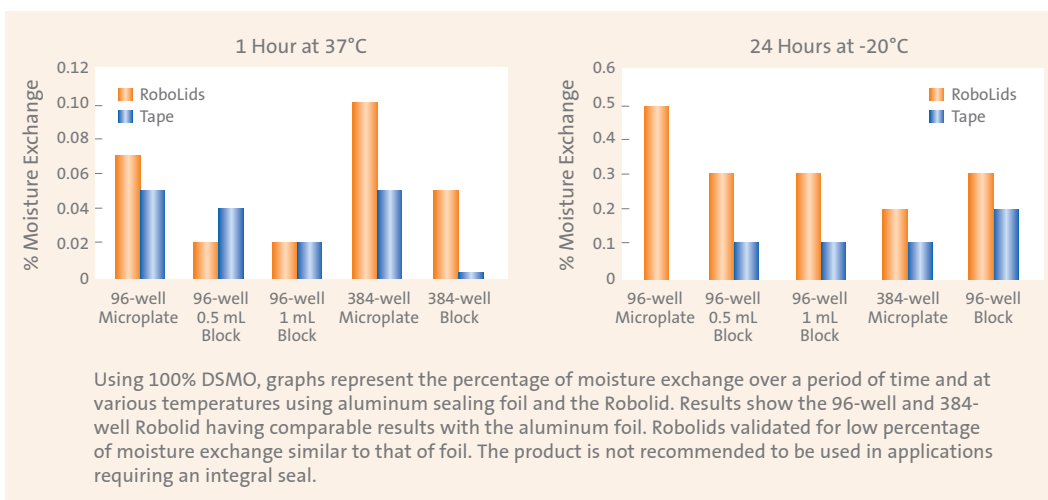 1 Hour at 37°C
% Moisture Exchange
0.12
0.10
0.08
0.06
0.04
0.02
0
RoboLids
Tape
96-well
Microplate
96-well
0.5 mL
Block
96-well
1 mL
Block
384-well
Microplate
384-well
Block
24 Hours at -20°C
% Moisture Exchange
0.6
0.5
0.4
0.3
0.2
0.1
0
RoboLids
Tape
96-well
Microplate
96-well
0.5 mL
Block
96-well
1 mL
Block
384-well
Microplate
96-well
Block
Using 100% DSMO, graphs represent the percentage of moisture exchange over a period of time and at
various temperatures using aluminum sealing foil and the Robolid. Results show the 96-well and 384-
well Robolid having comparable results with the aluminum foil. Robolids validated for low percentage
of moisture exchange similar to that of foil. The product is not recommended to be used in applications
requiring an integral seal.